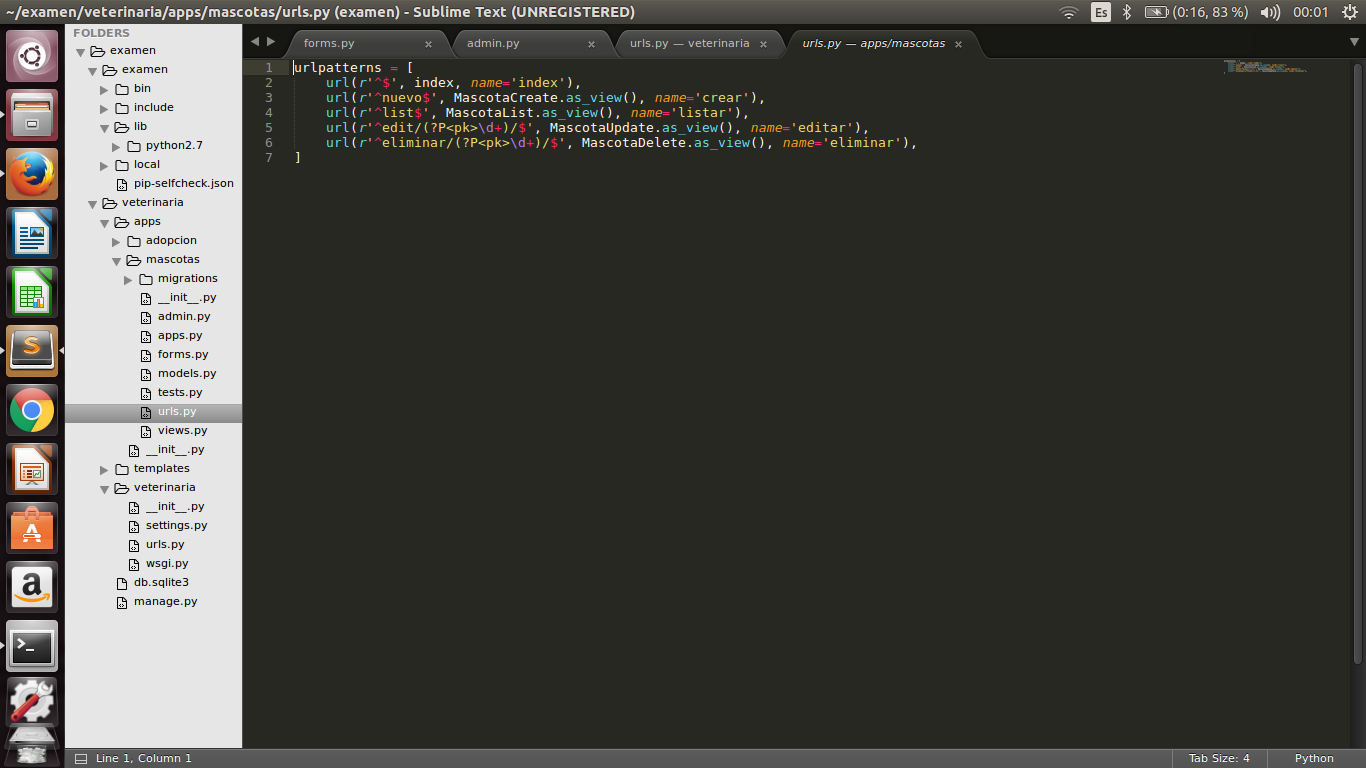 ~/examen/veterinaria/apps/mascotas/urls.py (examen) - Sublime Text (UNREGISTERED)
Es
(0:16, 83 %)
00:01
FOLDERS
examen
examen
bin
include
lib
python2.7
local
pip-selfcheck.json
veterinaria
apps
adopcion
mascotas
migrations
__init__.py
admin.py
apps.py
forms.py
models.py
tests.py
urls.py
views.py
__init__.py
templates
veterinaria
__init__.py
settings.py
urls.py
wsgi.py
db.sqlite3
manage.py
forms.py ×
admin.py ×
urls.py — veterinaria ×
urls.py — apps/mascotas ×
1 urlpatterns = [
2     url(r'^$', index, name='index'),
3     url(r'^nuevo$', MascotaCreate.as_view(), name='crear'),
4     url(r'^list$', MascotaList.as_view(), name='listar'),
5     url(r'^edit/(?P<pk>\d+)/$', MascotaUpdate.as_view(), name='editar'),
6     url(r'^eliminar/(?P<pk>\d+)/$', MascotaDelete.as_view(), name='eliminar'),
7 ]
Line 1, Column 1
Tab Size: 4
Python